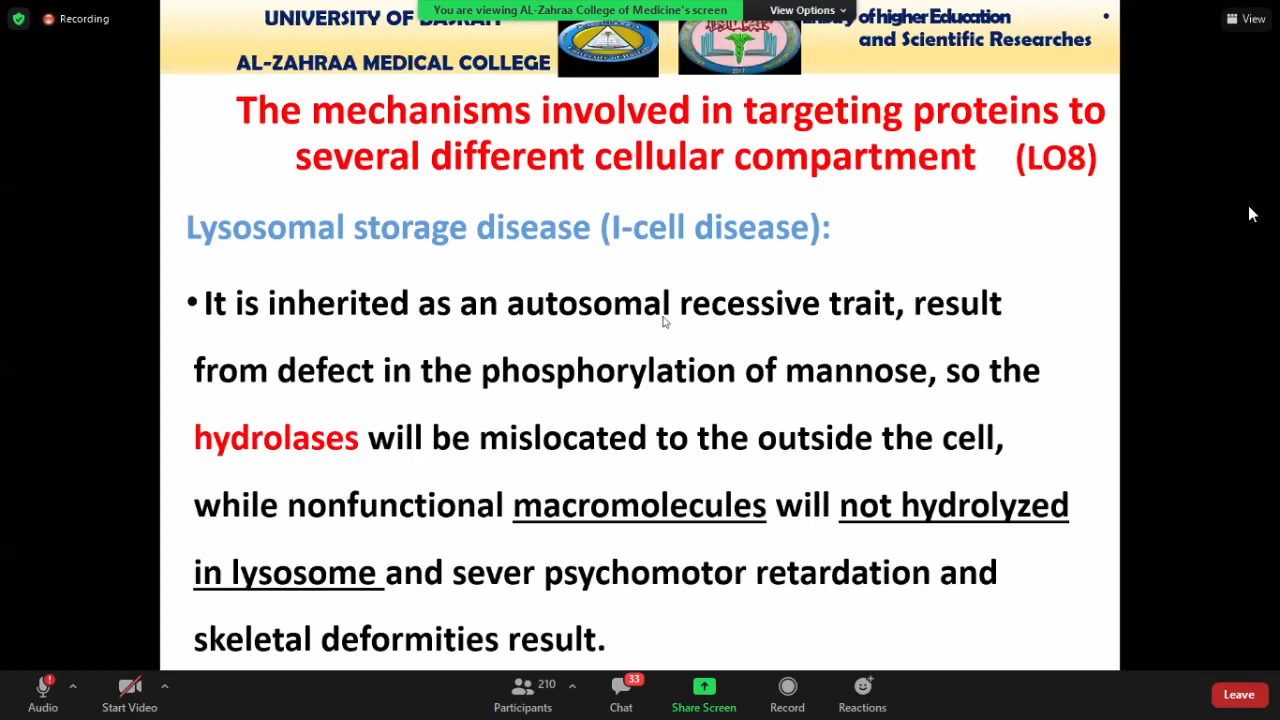 Recording
UNIVERSITY OF BASRAH
You are viewing AL-Zahraa College of Medicine's screen
View Options
of higher Education
View
AL-ZAHRAA MEDICAL COLLEGE
and Scientific Researches
2017
The mechanisms involved in targeting proteins to
several different cellular compartment (LO8)
Lysosomal storage disease (I-cell disease):
• It is inherited as an autosomal recessive trait, result
from defect in the phosphorylation of mannose, so the
hydrolases will be mislocated to the outside the cell,
while nonfunctional macromolecules will not hydrolyzed
in lysosome and sever psychomotor retardation and
skeletal deformities result.
Audio
Start Video
210
Participants
33
Chat
Share Screen
Record
Reactions
Leave